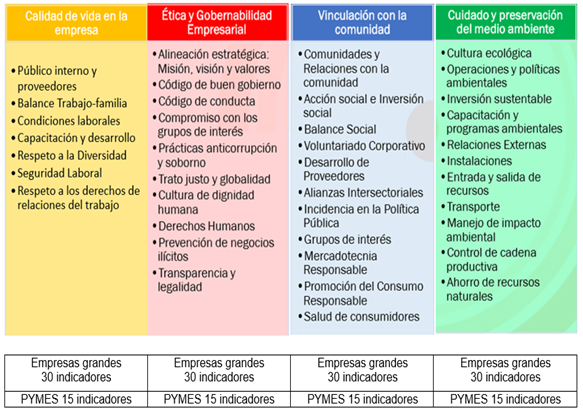 Calidad de vida en la
empresa
• Público interno y
proveedores
• Balance Trabajo-familia
• Condiciones laborales
• Capacitación y desarrollo
• Respeto a la Diversidad
• Seguridad Laboral
• Respeto a los derechos de
relaciones del trabajo
Ética y Gobernabilidad
Empresarial
• Alineación estratégica:
Misión, visión y valores
• Código de buen gobierno
• Código de conducta
• Compromiso con los
grupos de interés
• Prácticas anticorrupción
y soborno
• Trato justo y globalidad
• Cultura de dignidad
humana
• Derechos Humanos
• Prevención de negocios
ilícitos
• Transparencia y
legalidad
Vinculación con la
comunidad
• Comunidades y
Relaciones con la
comunidad
• Acción social e Inversión
social
• Balance Social
• Voluntariado Corporativo
• Desarrollo de
Proveedores
• Alianzas Intersectoriales
• Incidencia en la Política
Pública
• Grupos de interés
• Mercadotecnia
Responsable
• Promoción del Consumo
Responsable
• Salud de consumidores
Cuidado y preservación
del medio ambiente
• Cultura ecológica
• Operaciones y políticas
ambientales
• Inversión sustentable
• Capacitación y
programas ambientales
• Relaciones Externas
• Instalaciones
• Entrada y salida de
recursos
• Transporte
• Manejo de impacto
ambiental
• Control de cadena
productiva
• Ahorro de recursos
naturales
Empresas grandes
30 indicadores
Empresas grandes
30 indicadores
Empresas grandes
30 indicadores
Empresas grandes
30 indicadores
PYMES 15 indicadores
PYMES 15 indicadores
PYMES 15 indicadores
PYMES 15 indicadores